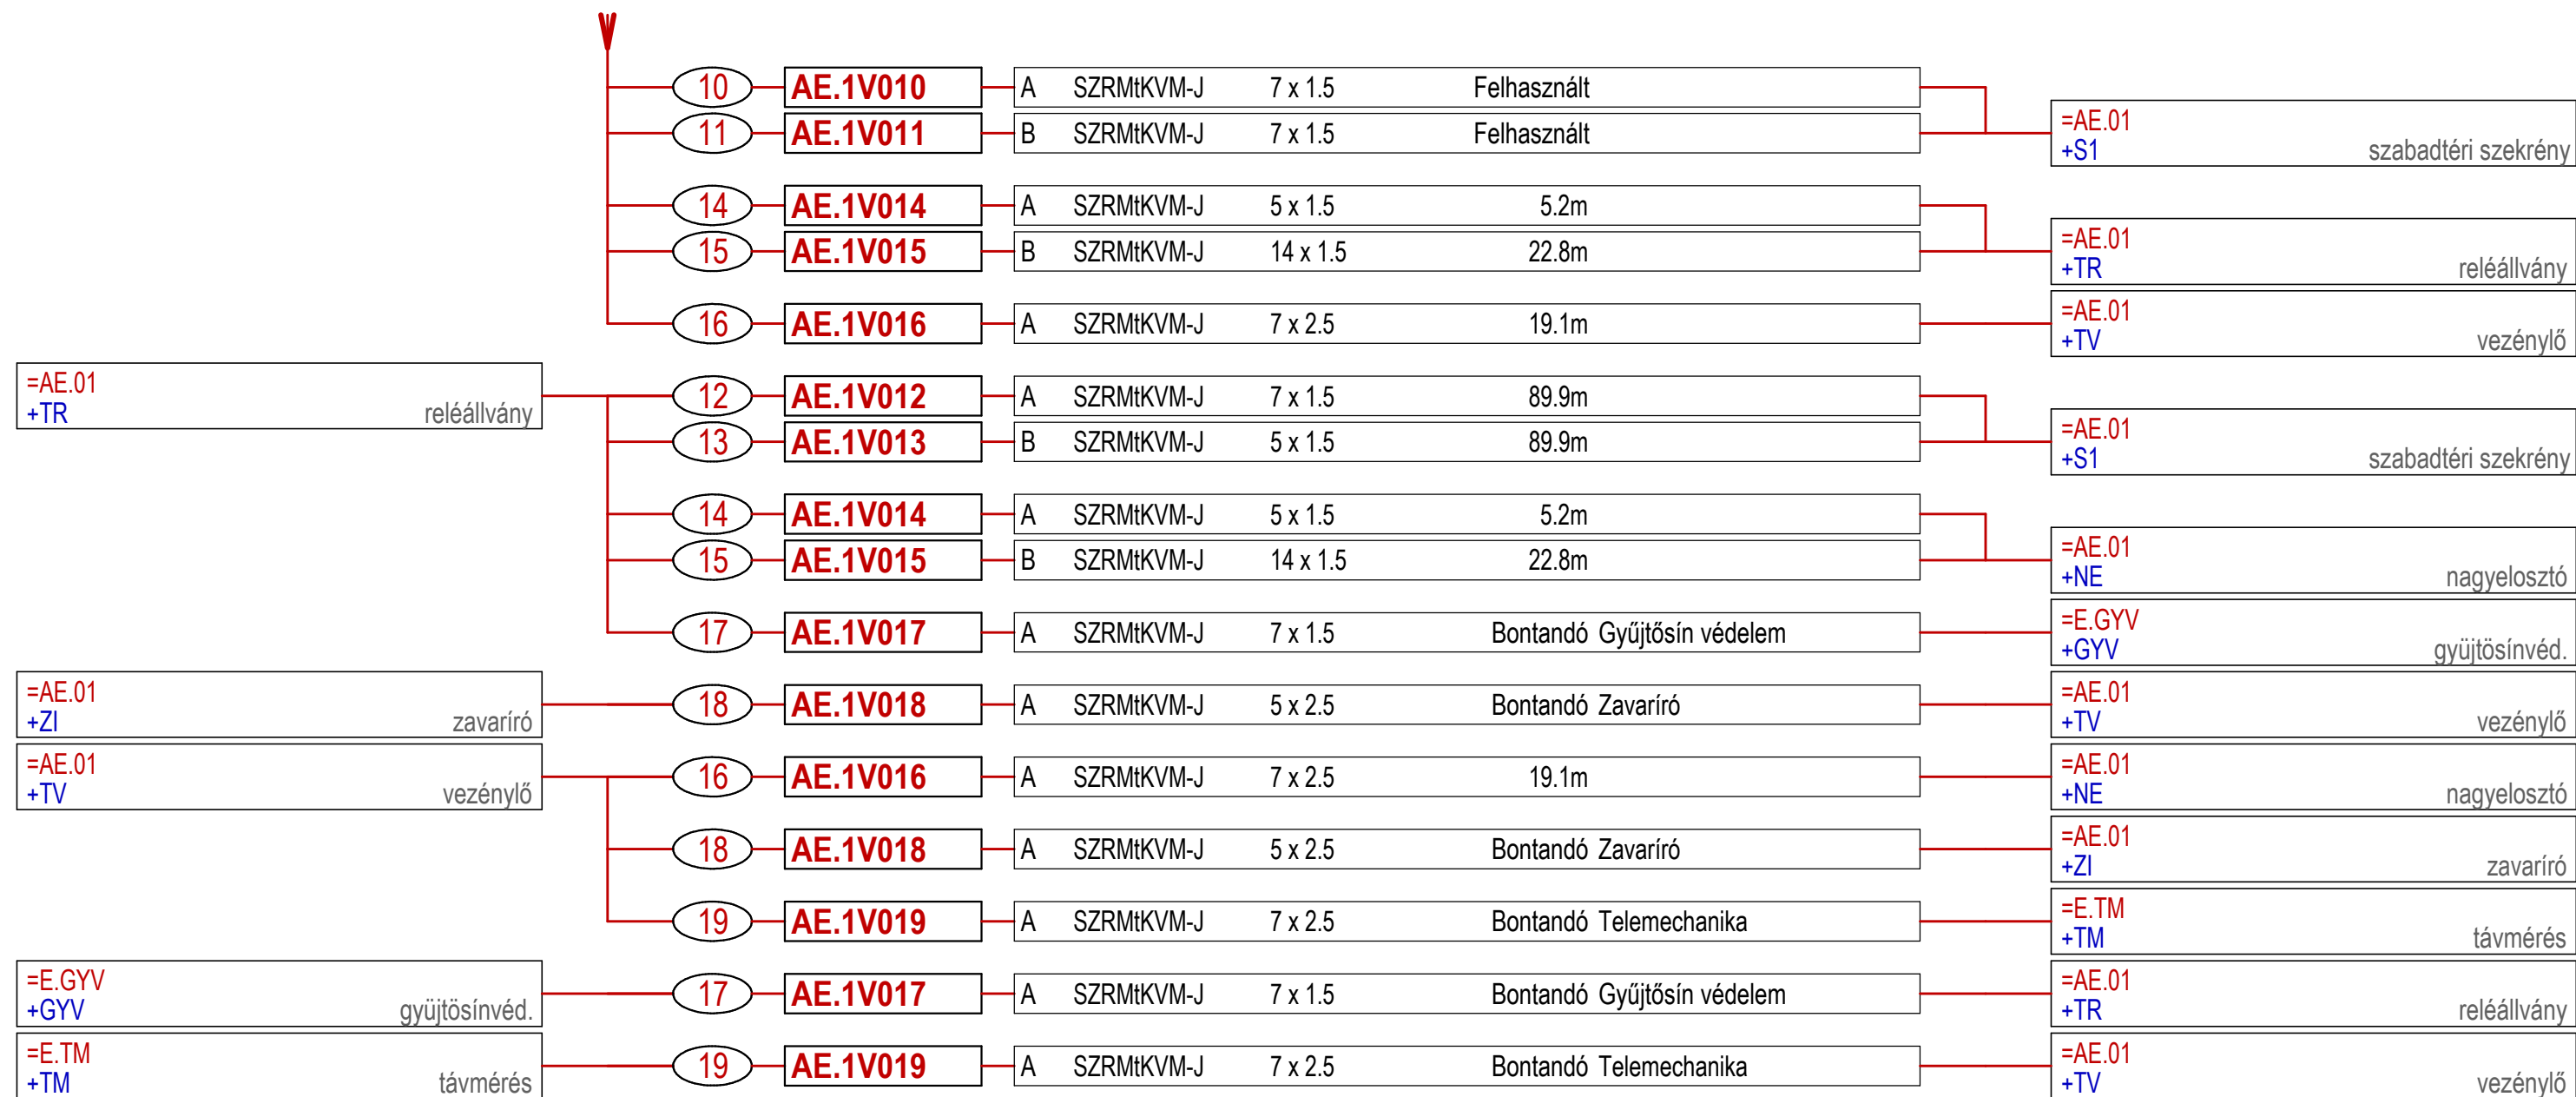 10 AE.1V010 A SZRMtKVM-J 7 x 1.5 Felhasznált
11 AE.1V011 B SZRMtKVM-J 7 x 1.5 Felhasznált
=AE.01
+S1 szabadtéri szekrény
14 AE.1V014 A SZRMtKVM-J 5 x 1.5 5.2m
15 AE.1V015 B SZRMtKVM-J 14 x 1.5 22.8m
=AE.01
+TR reléállvány
16 AE.1V016 A SZRMtKVM-J 7 x 2.5 19.1m
=AE.01
+TV vezénylő
=AE.01
+TR reléállvány
12 AE.1V012 A SZRMtKVM-J 7 x 1.5 89.9m
13 AE.1V013 B SZRMtKVM-J 5 x 1.5 89.9m
=AE.01
+S1 szabadtéri szekrény
14 AE.1V014 A SZRMtKVM-J 5 x 1.5 5.2m
15 AE.1V015 B SZRMtKVM-J 14 x 1.5 22.8m
=AE.01
+NE nagyelosztó
17 AE.1V017 A SZRMtKVM-J 7 x 1.5 Bontandó Gyűjtősín védelem
=E.GYV
+GYV gyüjtösínvéd.
=AE.01
+ZI zavaríró
18 AE.1V018 A SZRMtKVM-J 5 x 2.5 Bontandó Zavaríró
=AE.01
+TV vezénylő
=AE.01
+TV vezénylő
16 AE.1V016 A SZRMtKVM-J 7 x 2.5 19.1m
=AE.01
+NE nagyelosztó
18 AE.1V018 A SZRMtKVM-J 5 x 2.5 Bontandó Zavaríró
=AE.01
+ZI zavaríró
19 AE.1V019 A SZRMtKVM-J 7 x 2.5 Bontandó Telemechanika
=E.TM
+TM távmérés
=E.GYV
+GYV gyüjtösínvéd.
17 AE.1V017 A SZRMtKVM-J 7 x 1.5 Bontandó Gyűjtősín védelem
=AE.01
+TR reléállvány
=E.TM
+TM távmérés
19 AE.1V019 A SZRMtKVM-J 7 x 2.5 Bontandó Telemechanika
=AE.01
+TV vezénylő